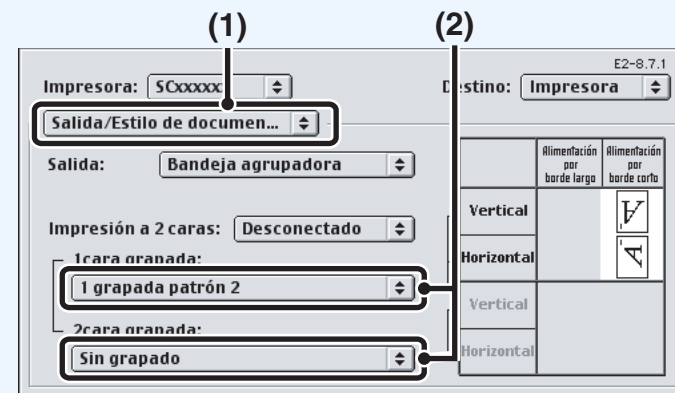 (1) (2)
E2-8.7.1
Impresora: SCxxxxx Destino: Impresora
Salida/Estilo de documen...
Salida: Bandeja agrupadora
Alimentación por borde largo
Alimentación por borde corto
Impresión a 2 caras: Desconectado
Vertical
A
Horizontal
A
1cara grapada:
1 grapada patrón 2
Vertical
2cara grapada:
Horizontal
Sin grapado